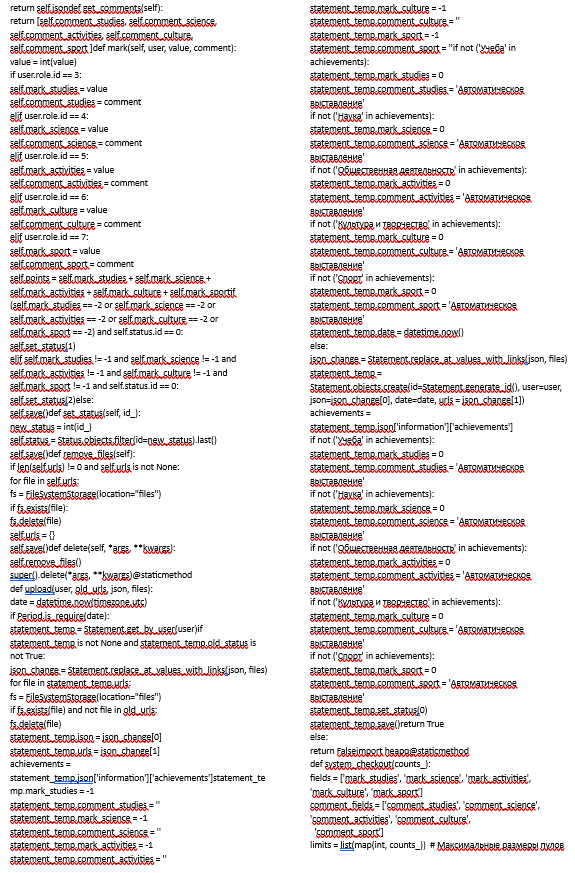 return self.jsondef get_comments(self):
return [self.comment_studies, self.comment_science,
self.comment_activities, self.comment_culture,
self.comment_sport ]def mark(self, user, value, comment):
value = int(value)
if user.role.id == 3:
self.mark_studies = value
self.comment_studies = comment
elif user.role.id == 4:
self.mark_science = value
self.comment_science = comment
elif user.role.id == 5:
self.mark_activities = value
self.comment_activities = comment
elif user.role.id == 6:
self.mark_culture = value
self.comment_culture = comment
elif user.role.id == 7:
self.mark_sport = value
self.comment_sport = comment
self.points = self.mark_studies + self.mark_science +
self.mark_activities + self.mark_culture + self.mark_sportif
(self.mark_studies == -2 or self.mark_science == -2 or
self.mark_activities == -2 or self.mark_culture == -2 or
self.mark_sport == -2) and self.status.id == 0:
self.set_status(1)
elif self.mark_studies != -1 and self.mark_science != -1 and
self.mark_activities != -1 and self.mark_culture != -1 and
self.mark_sport != -1 and self.status.id == 0:
self.set_status(2)else:
self.save()def set_status(self, id_):
new_status = int(id_)
self.status = Status.objects.filter(id=new_status).last()
self.save()def remove_files(self):
if len(self.urls) != 0 and self.urls is not None:
for file in self.urls:
fs = FileSystemStorage(location="files")
if fs.exists(file):
fs.delete(file)
self.urls = {}
self.save()def delete(self, *args, **kwargs):
self.remove_files()
super().delete(*args, **kwargs)@staticmethod
def upload(user, old_urls, json, files):
date = datetime.now(timezone.utc)
if Period.is_require(date):
statement_temp = Statement.get_by_user(user)if
statement_temp is not None and statement_temp.old_status is
not True:
json_change = Statement.replace_at_values_with_links(json, files)
for file in statement_temp.urls:
fs = FileSystemStorage(location="files")
if fs.exists(file) and not file in old_urls:
fs.delete(file)
statement_temp.json = json_change[0]
statement_temp.urls = json_change[1]
achievements =
statement_temp.json['information']['achievements']statement_te
mp.mark_studies = -1
statement_temp.comment_studies = ''
statement_temp.mark_science = -1
statement_temp.comment_science = ''
statement_temp.mark_activities = -1
statement_temp.comment_activities = ''
statement_temp.mark_culture = -1
statement_temp.comment_culture = ''
statement_temp.mark_sport = -1
statement_temp.comment_sport = ''if not ('Учеба' in
achievements):
statement_temp.mark_studies = 0
statement_temp.comment_studies = 'Автоматическое
выставление'
if not ('Наука' in achievements):
statement_temp.mark_science = 0
statement_temp.comment_science = 'Автоматическое
выставление'
if not ('Общественная деятельность' in achievements):
statement_temp.mark_activities = 0
statement_temp.comment_activities = 'Автоматическое
выставление'
if not ('Культура и творчество' in achievements):
statement_temp.mark_culture = 0
statement_temp.comment_culture = 'Автоматическое
выставление'
if not ('Спорт' in achievements):
statement_temp.mark_sport = 0
statement_temp.comment_sport = 'Автоматическое
выставление'
statement_temp.date = datetime.now()
else:
json_change = Statement.replace_at_values_with_links(json, files)
statement_temp =
Statement.objects.create(id=Statement.generate_id(), user=user,
json=json_change[0], date=date, urls = json_change[1])
achievements =
statement_temp.json['information']['achievements']
if not ('Учеба' in achievements):
statement_temp.mark_studies = 0
statement_temp.comment_studies = 'Автоматическое
выставление'
if not ('Наука' in achievements):
statement_temp.mark_science = 0
statement_temp.comment_science = 'Автоматическое
выставление'
if not ('Общественная деятельность' in achievements):
statement_temp.mark_activities = 0
statement_temp.comment_activities = 'Автоматическое
выставление'
if not ('Культура и творчество' in achievements):
statement_temp.mark_culture = 0
statement_temp.comment_culture = 'Автоматическое
выставление'
if not ('Спорт' in achievements):
statement_temp.mark_sport = 0
statement_temp.comment_sport = 'Автоматическое
выставление'
statement_temp.set_status(0)
statement_temp.save()return True
else:
return Falseimport heapq@staticmethod
def system_checkout(counts_):
fields = ['mark_studies', 'mark_science', 'mark_activities',
'mark_culture', 'mark_sport']
comment_fields = ['comment_studies', 'comment_science',
'comment_activities', 'comment_culture',
'comment_sport']
limits = list(map(int, counts_)) # Максимальные размеры пулов